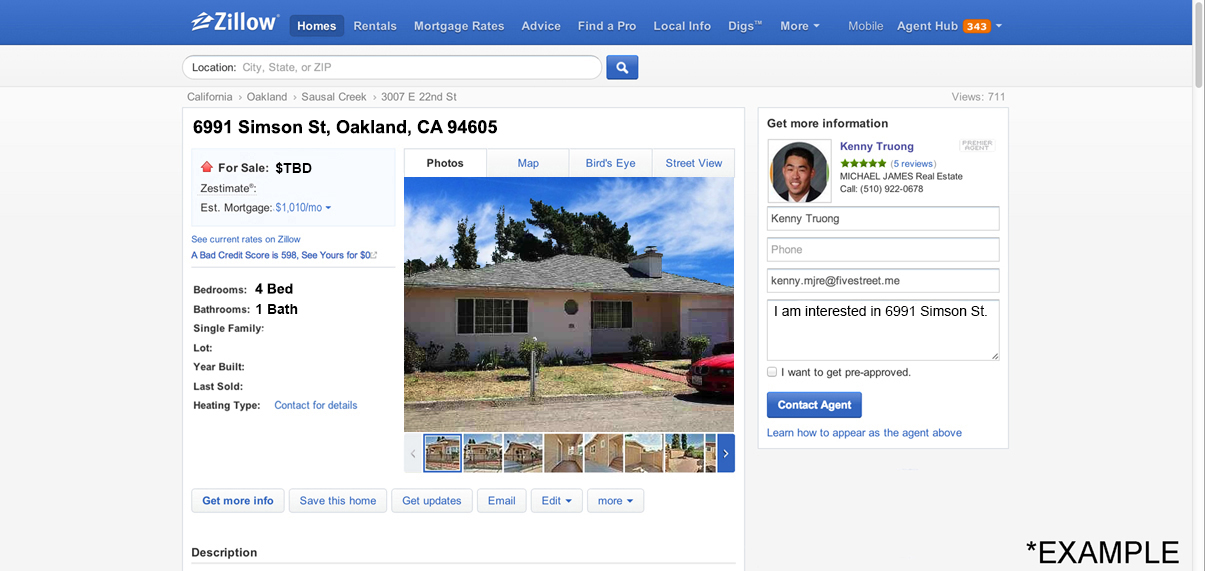 Zillow®
Homes Rentals Mortgage Rates Advice Find a Pro Local Info Digs™ More Mobile Agent Hub 343
Location: City, State, or ZIP
California › Oakland › Sausal Creek › 3007 E 22nd St
Views: 711
6991 Simson St, Oakland, CA 94605
For Sale: $TBD
Zestimate®:
Est. Mortgage: $1,010/mo
See current rates on Zillow
A Bad Credit Score is 598, See Yours for $0
Bedrooms: 4 Bed
Bathrooms: 1 Bath
Single Family:
Lot:
Year Built:
Last Sold:
Heating Type: Contact for details
Photos Map Bird's Eye Street View
Get more info Save this home Get updates Email Edit more
Description
Get more information
Kenny Truong
PREMIER
AGENT
(5 reviews)
MICHAEL JAMES Real Estate
Call: (510) 922-0678
Kenny Truong
Phone
kenny.mjre@fivestreet.me
I am interested in 6991 Simson St.
I want to get pre-approved.
Contact Agent
Learn how to appear as the agent above
*EXAMPLE